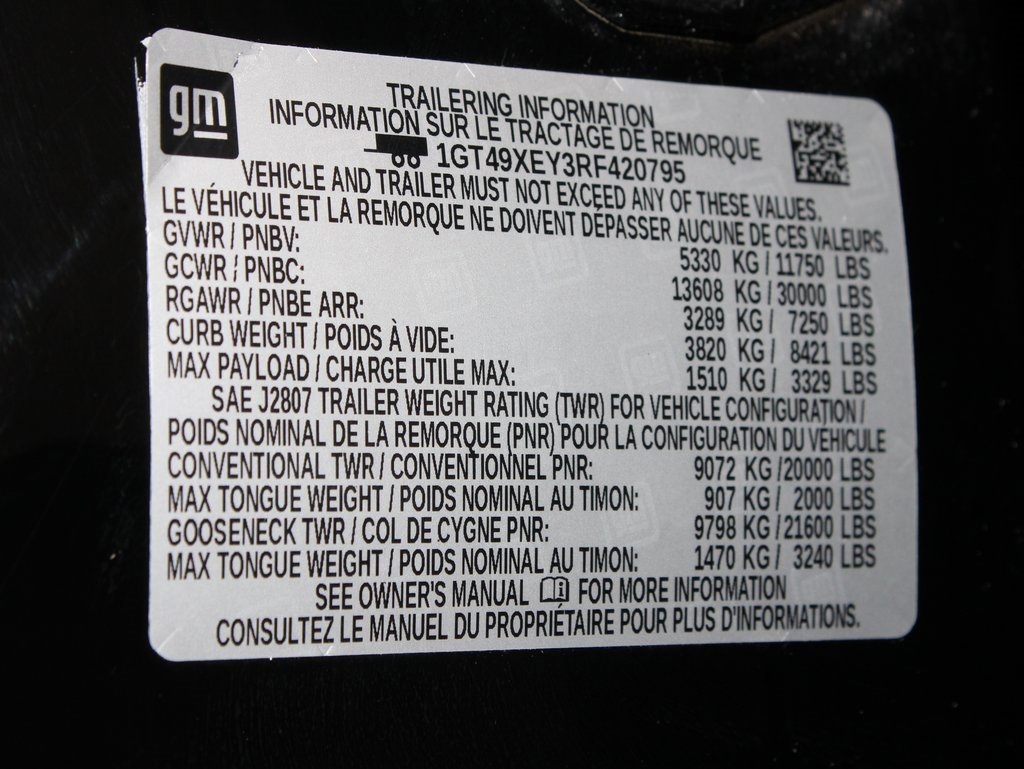 gm
TRAILERING INFORMATION
INFORMATION SUR LE TRACTAGE DE REMORQUE
1GT49XEY3RF420795
VEHICLE AND TRAILER MUST NOT EXCEED ANY OF THESE VALUES.
LE VÉHICULE ET LA REMORQUE NE DOIVENT DÉPASSER AUCUNE DE CES VALEURS.
GVWR / PNBV: 5330 KG / 11750 LBS
GCWR / PNBC: 13608 KG / 30000 LBS
RGAWR / PNBE ARR: 3289 KG / 7250 LBS
CURB WEIGHT / POIDS À VIDE: 3820 KG / 8421 LBS
MAX PAYLOAD / CHARGE UTILE MAX: 1510 KG / 3329 LBS
SAE J2807 TRAILER WEIGHT RATING (TWR) FOR VEHICLE CONFIGURATION /
POIDS NOMINAL DE LA REMORQUE (PNR) POUR LA CONFIGURATION DU VÉHICULE
CONVENTIONAL TWR / CONVENTIONNEL PNR: 9072 KG / 20000 LBS
MAX TONGUE WEIGHT / POIDS NOMINAL AU TIMON: 907 KG / 2000 LBS
GOOSENECK TWR / COL DE CYGNE PNR: 9798 KG / 21600 LBS
MAX TONGUE WEIGHT / POIDS NOMINAL AU TIMON: 1470 KG / 3240 LBS
SEE OWNER'S MANUAL FOR MORE INFORMATION
CONSULTEZ LE MANUEL DU PROPRIÉTAIRE POUR PLUS D'INFORMATIONS.